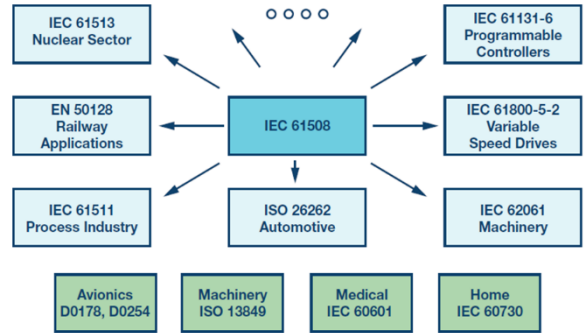 IEC 61513
Nuclear Sector
IEC 61131-6
Programmable
Controllers
EN 50128
Railway
Applications
IEC 61508
IEC 61800-5-2
Variable
Speed Drives
IEC 61511
Process Industry
ISO 26262
Automotive
IEC 62061
Machinery
Avionics
D0178, D0254
Machinery
ISO 13849
Medical
IEC 60601
Home
IEC 60730